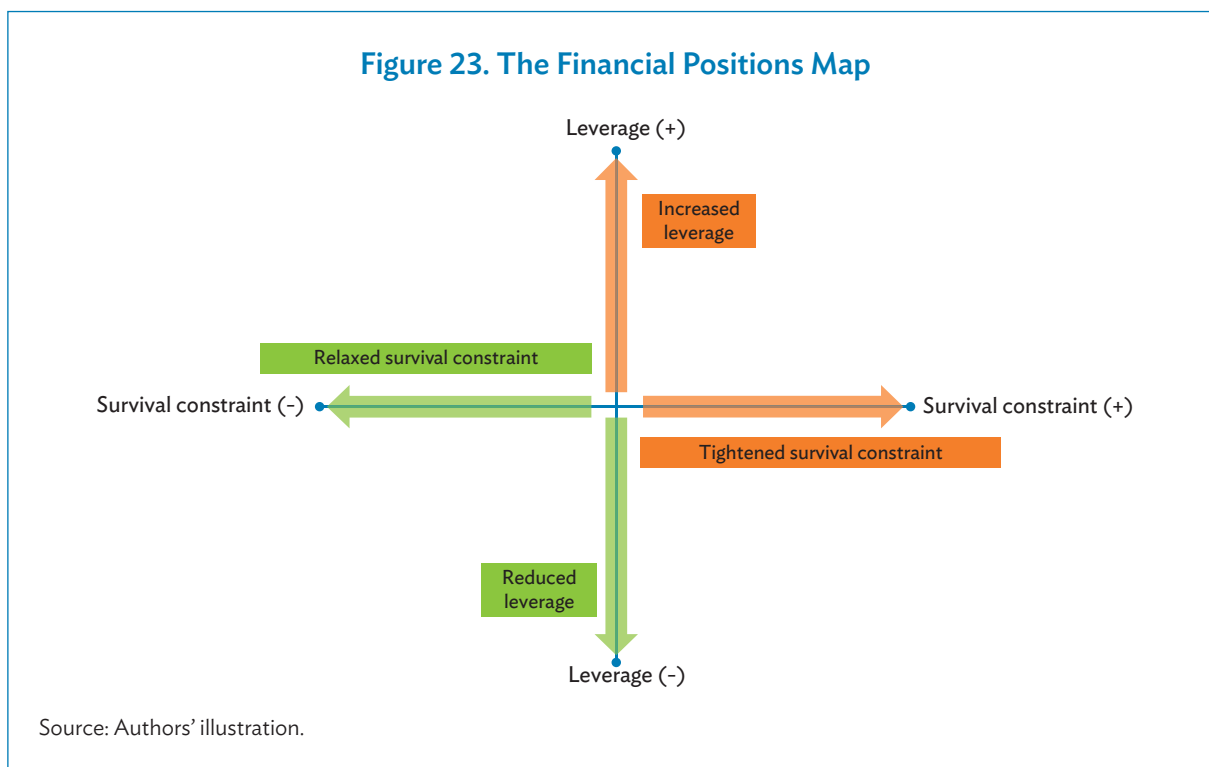 Figure 23. The Financial Positions Map
Leverage (+)
Increased
leverage
Relaxed survival constraint
Survival constraint (–)
Survival constraint (+)
Tightened survival constraint
Reduced
leverage
Leverage (–)
Source: Authors’ illustration.